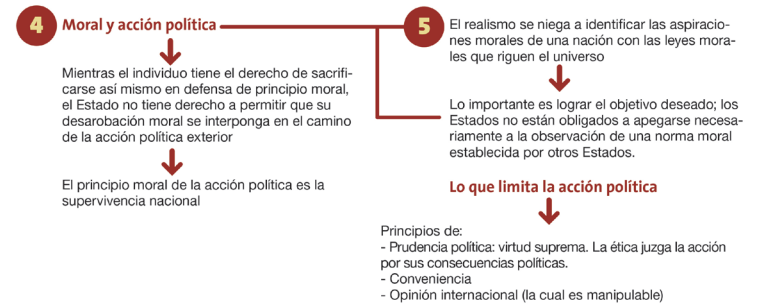 4 Moral y acción política
Mientras el individuo tiene el derecho de sacrifi-
carse así mismo en defensa de principio moral,
el Estado no tiene derecho a permitir que su
desarobación moral se interponga en el camino
de la acción política exterior
El principio moral de la acción política es la
supervivencia nacional
5 El realismo se niega a identificar las aspiracio-
nes morales de una nación con las leyes mora-
les que riguen el universo
Lo importante es lograr el objetivo deseado; los
Estados no están obligados a apegarse necesa-
riamente a la observación de una norma moral
establecida por otros Estados.
Lo que limita la acción política
Principios de:
- Prudencia política: virtud suprema. La ética juzga la acción
por sus consecuencias políticas.
- Conveniencia
- Opinión internacional (la cual es manipulable)